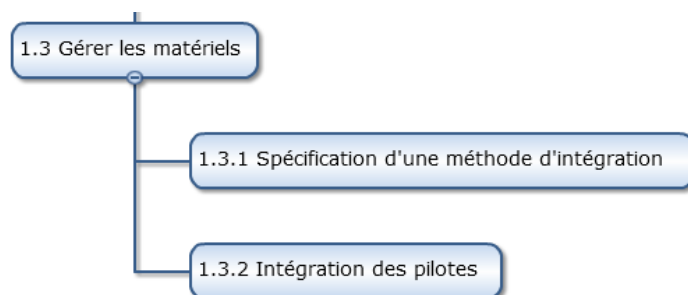 1.3 Gérer les matériels
1.3.1 Spécification d'une méthode d'intégration
1.3.2 Intégration des pilotes